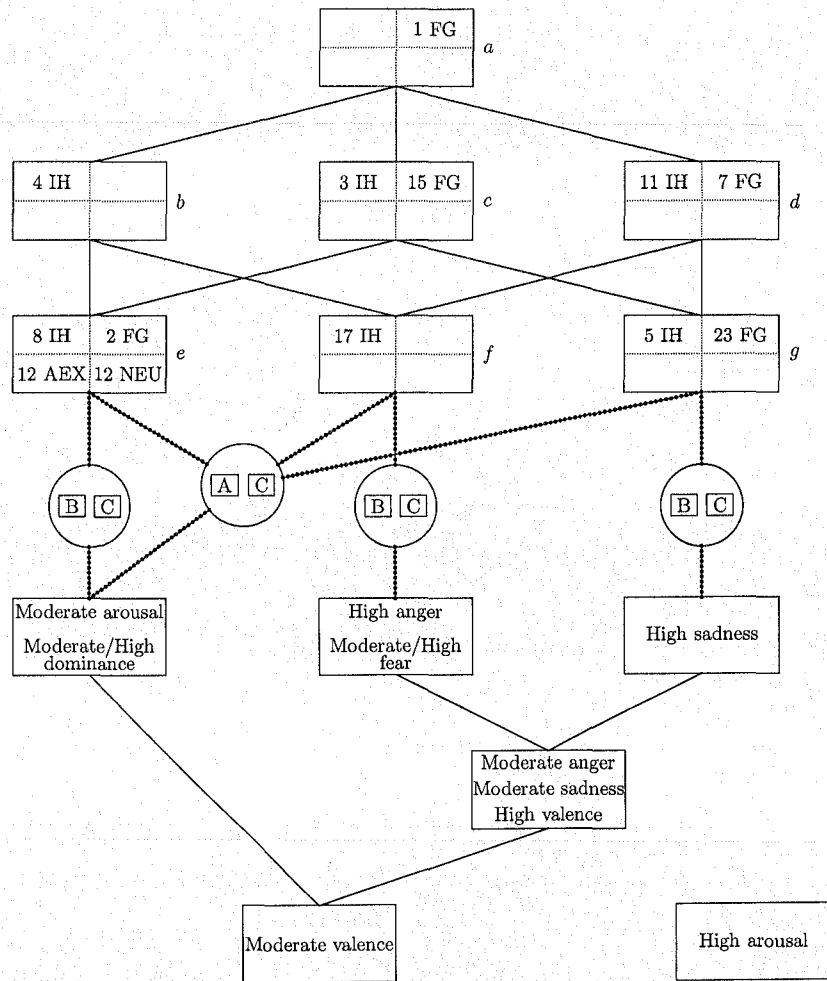 1 FG
a
4 IH
b
3 IH 15 FG
c
11 IH 7 FG
d
8 IH 2 FG
12 AEX 12 NEU
e
17 IH
f
5 IH 23 FG
g
A C
B C
B C
B C
Moderate arousal
Moderate/High
dominance
High anger
Moderate/High
fear
High sadness
Moderate anger
Moderate sadness
High valence
Moderate valence
High arousal